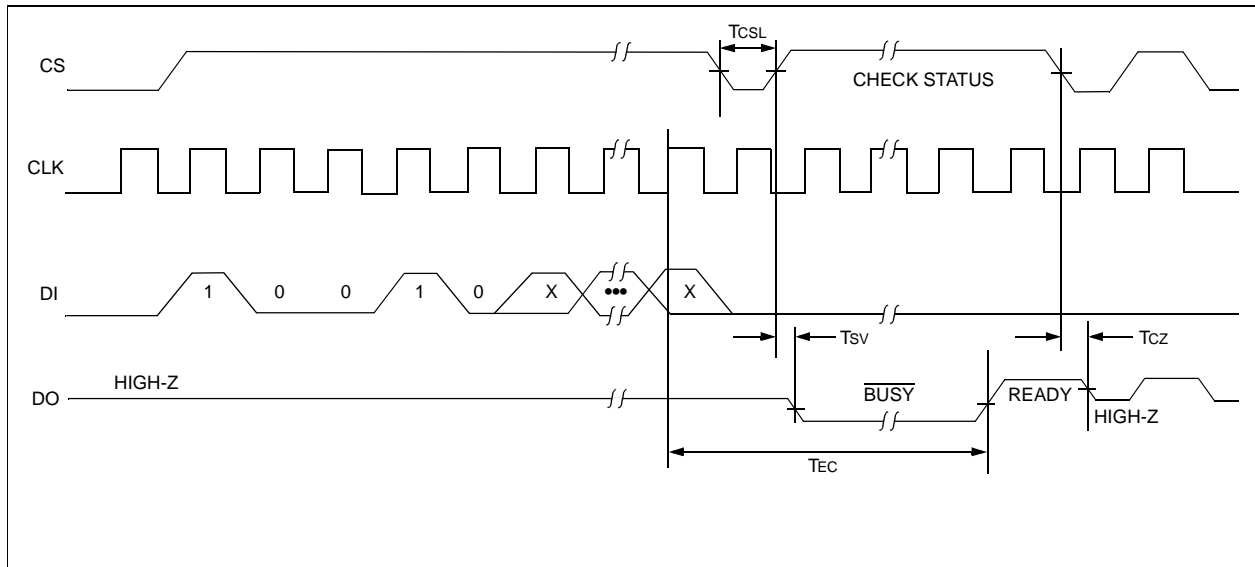 TCSL
CS
CHECK STATUS
CLK
DI
1 0 0 1 0 X ••• X
TSV
TCZ
HIGH-Z
DO
BUSY
READY
HIGH-Z
TEC